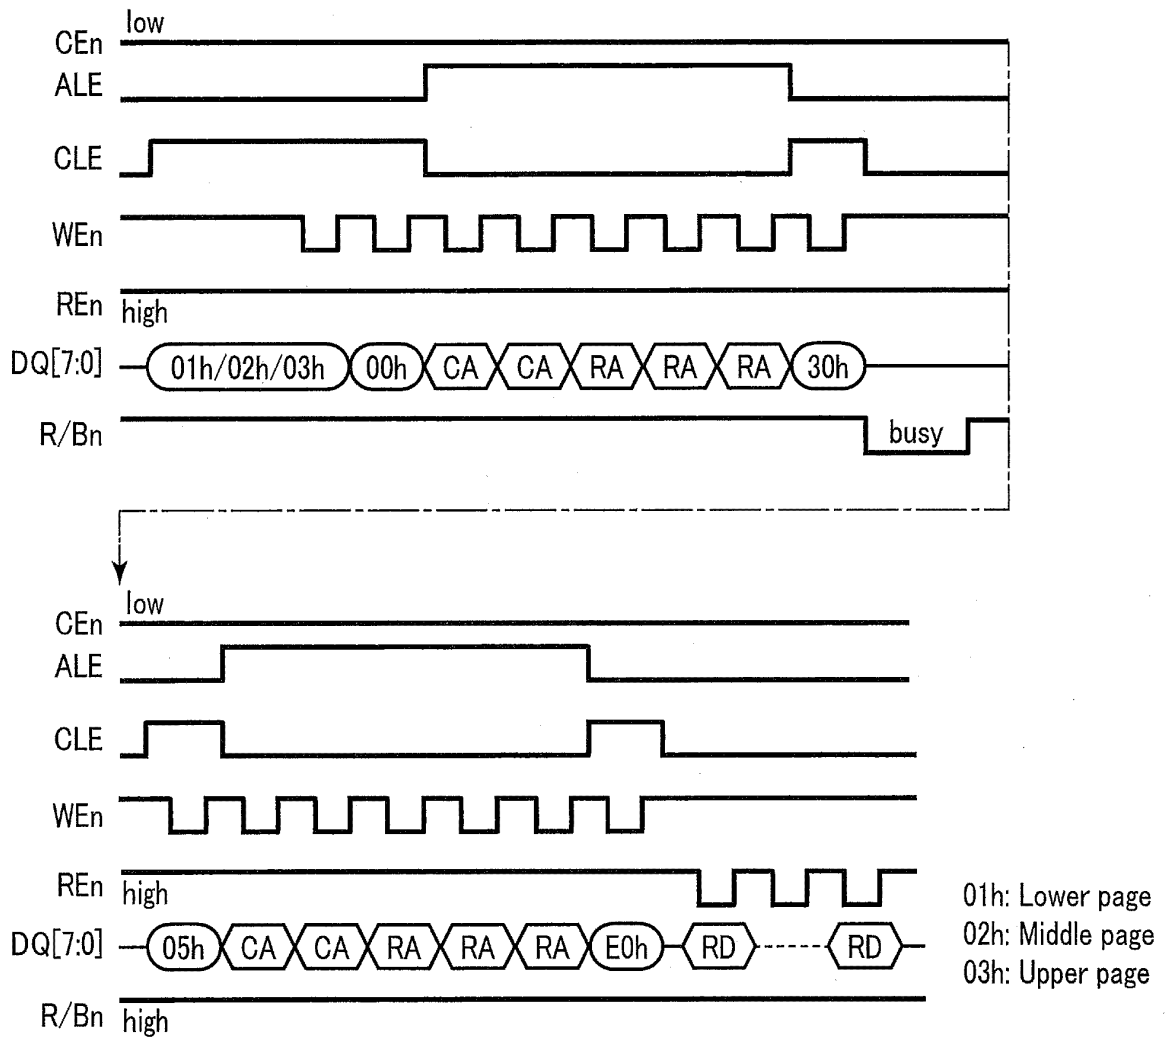 low
CEn
ALE
CLE
WEn
REn high
DQ[7:0] 01h/02h/03h 00h CA CA RA RA RA 30h
R/Bn busy
low
CEn
ALE
CLE
WEn
REn high
DQ[7:0] 05h CA CA RA RA RA E0h RD RD
R/Bn high
01h: Lower page
02h: Middle page
03h: Upper page